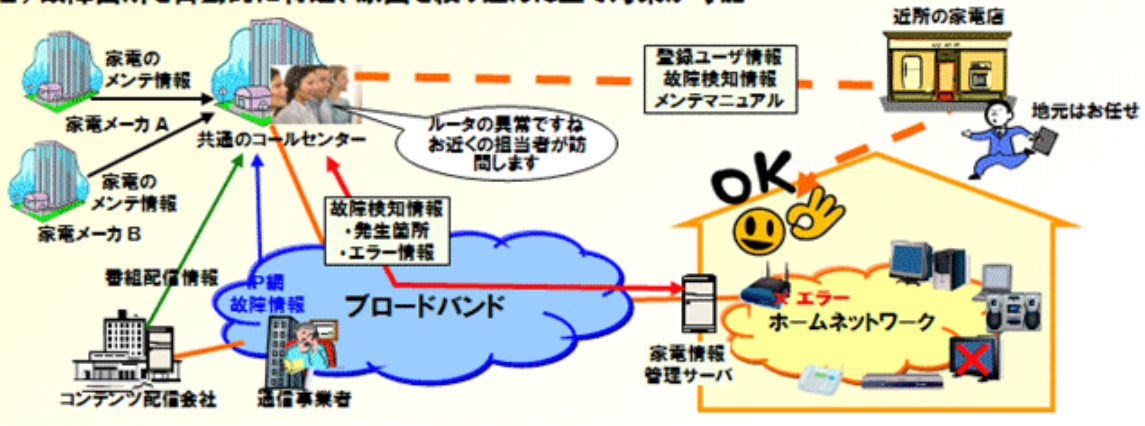 近所の家電店
家電の
メンテ情報
登録ユーザ情報
故障検知情報
メンテマニュアル
地元はお任せ
家電メーカA
共通のコールセンター
ルータの異常ですね
お近くの担当者が訪
問します
家電の
メンテ情報
家電メーカB
OK
故障検知情報
・発生箇所
・エラー情報
番組配信情報
IP網
故障情報
ブロードバンド
× エラー
ホームネットワーク
家電情報
管理サーバ
コンテンツ配信会社
通信事業者